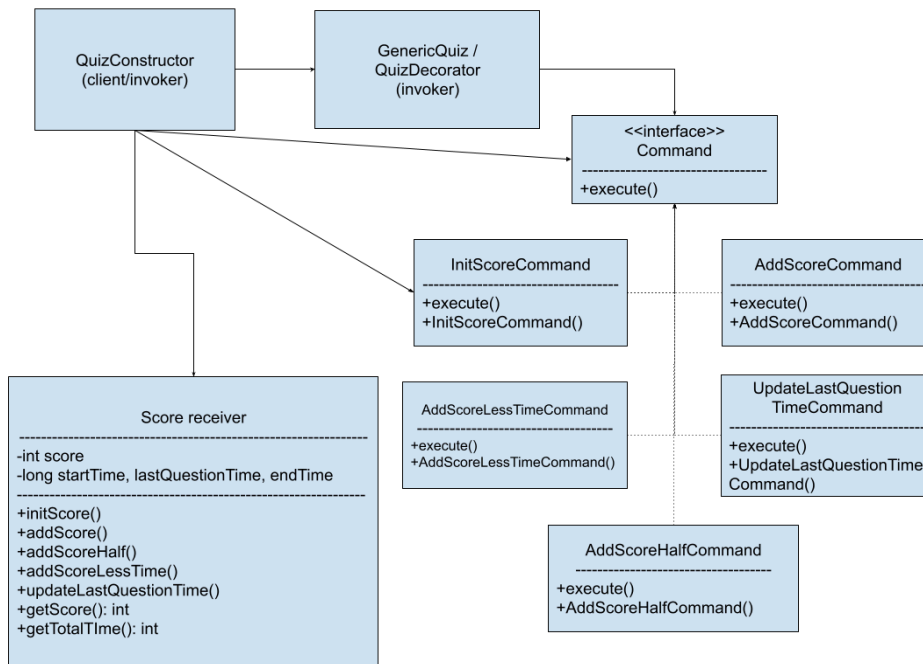 QuizConstructor
(client/invoker)
GenericQuiz /
QuizDecorator
(invoker)
<<interface>>
Command
+execute()
InitScoreCommand
+execute()
+InitScoreCommand()
AddScoreCommand
+execute()
+AddScoreCommand()
Score receiver
-int score
-long startTime, lastQuestionTime, endTime
+initScore()
+addScore()
+addScoreHalf()
+addScoreLessTime()
+updateLastQuestionTime()
+getScore(): int
+getTotalTIme(): int
AddScoreLessTimeCommand
+execute()
+AddScoreLessTimeCommand()
UpdateLastQuestion
TimeCommand
+execute()
+UpdateLastQuestionTime
Command()
AddScoreHalfCommand
+execute()
+AddScoreHalfCommand()